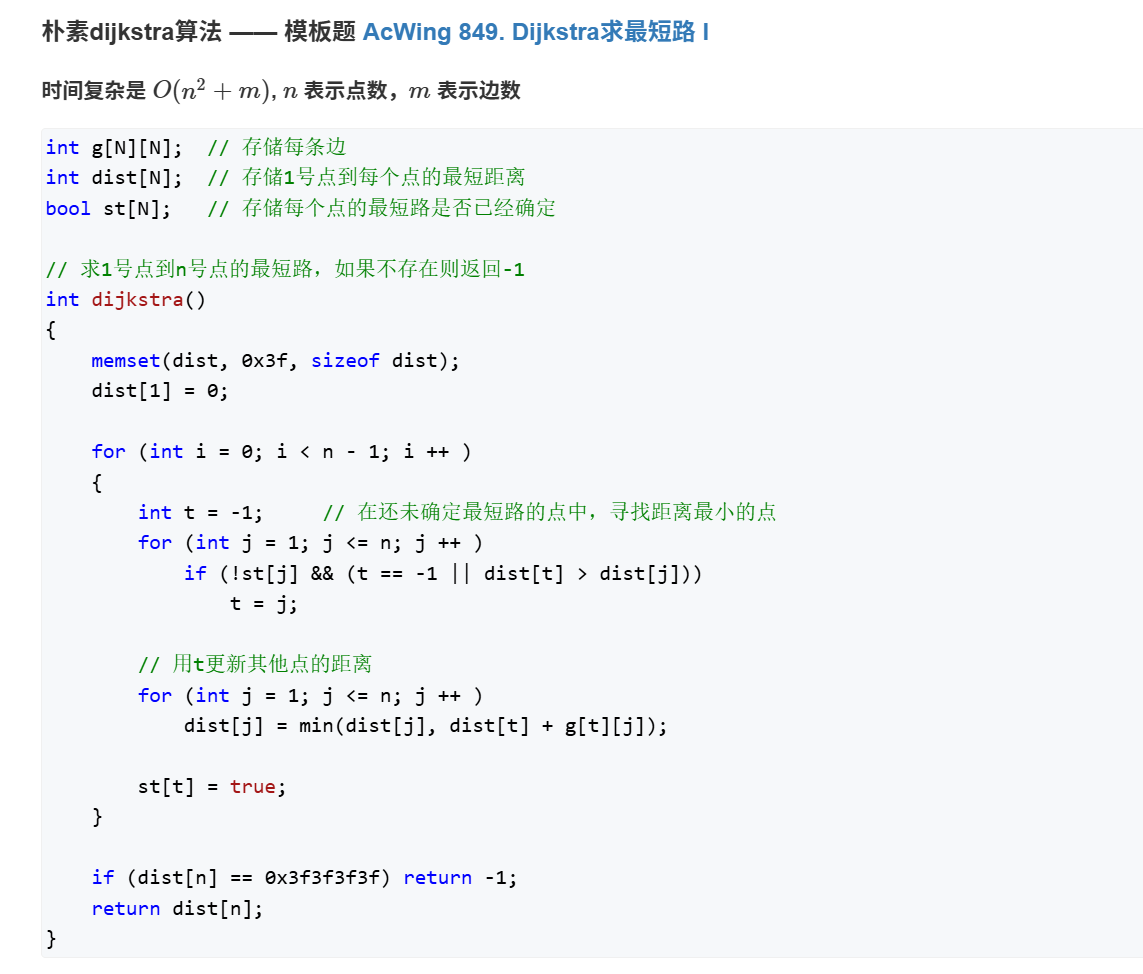 朴素dijkstra算法 —— 模板题 AcWing 849. Dijkstra求最短路 I
时间复杂是 O(n² + m), n 表示点数，m 表示边数
int g[N][N];  // 存储每条边
int dist[N];  // 存储1号点到每个点的最短距离
bool st[N];   // 存储每个点的最短路是否已经确定
// 求1号点到n号点的最短路，如果不存在则返回-1
int dijkstra()
{
    memset(dist, 0x3f, sizeof dist);
    dist[1] = 0;
    for (int i = 0; i < n - 1; i ++ )
    {
        int t = -1;     // 在还未确定最短路的点中，寻找距离最小的点
        for (int j = 1; j <= n; j ++ )
            if (!st[j] && (t == -1 || dist[t] > dist[j]))
                t = j;
        // 用t更新其他点的距离
        for (int j = 1; j <= n; j ++ )
            dist[j] = min(dist[j], dist[t] + g[t][j]);
        st[t] = true;
    }
    if (dist[n] == 0x3f3f3f3f) return -1;
    return dist[n];
}